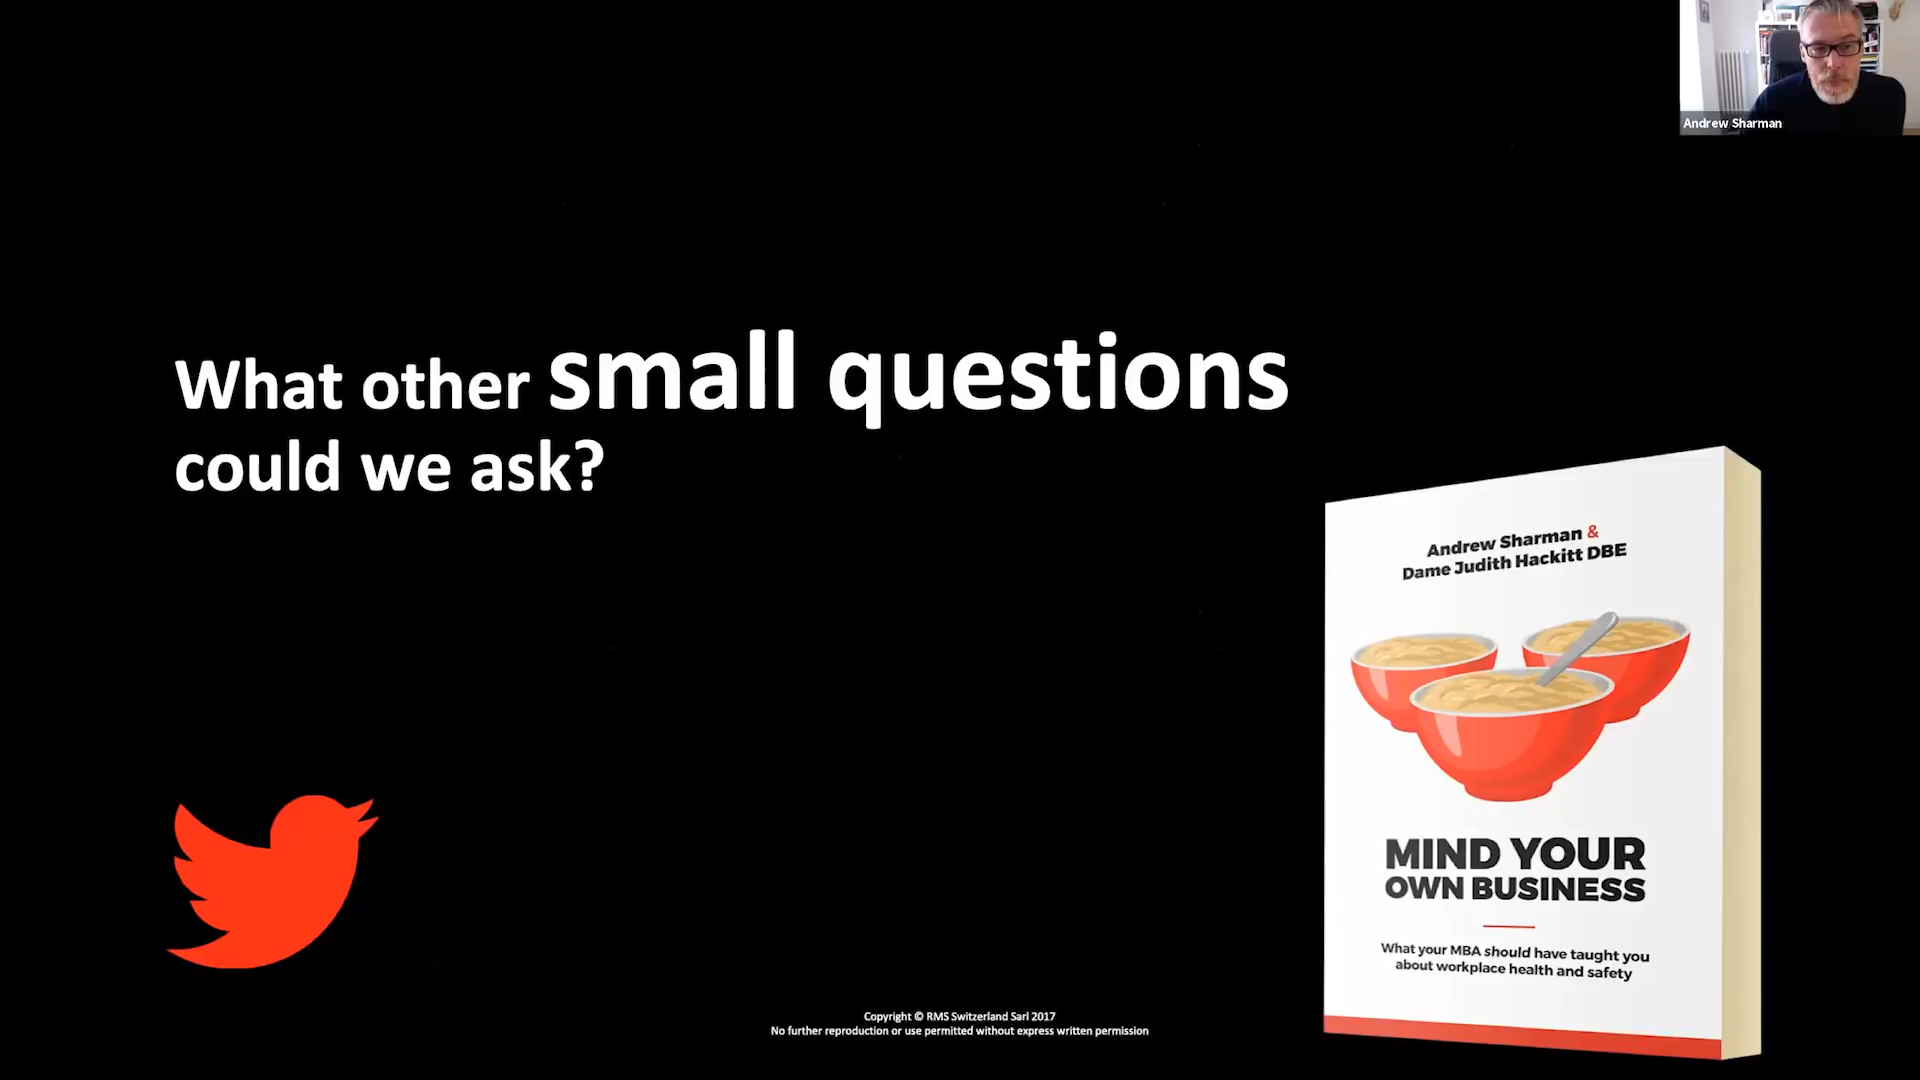 Andrew Sharman
What other small questions
could we ask?
Andrew Sharman &
Dame Judith Hackitt DBE
MIND YOUR
OWN BUSINESS
What your MBA should have taught you
about workplace health and safety
Copyright © RMS Switzerland Sarl 2017
No further reproduction or use permitted without express written permission